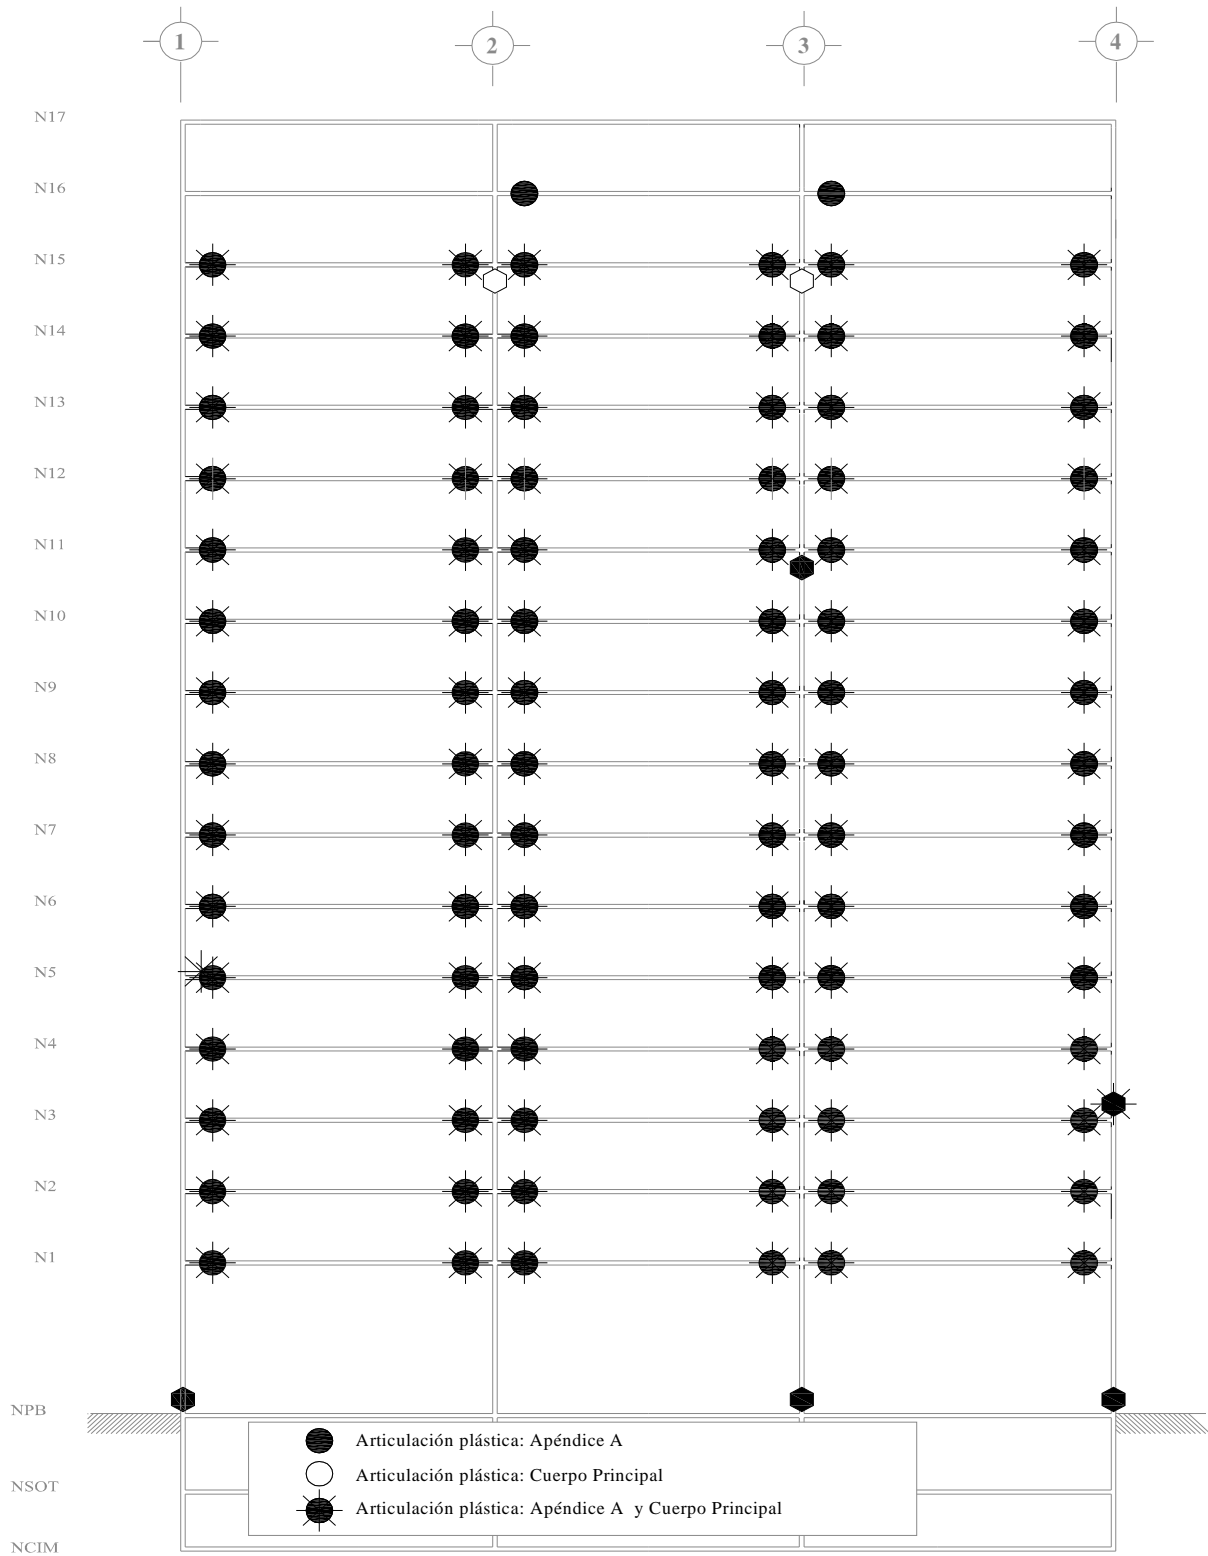 1 2 3 4
N17
N16
N15
N14
N13
N12
N11
N10
N9
N8
N7
N6
N5
N4
N3
N2
N1
NPB
Articulación plástica: Apéndice A
Articulación plástica: Cuerpo Principal
NSOT
Articulación plástica: Apéndice A y Cuerpo Principal
NCIM